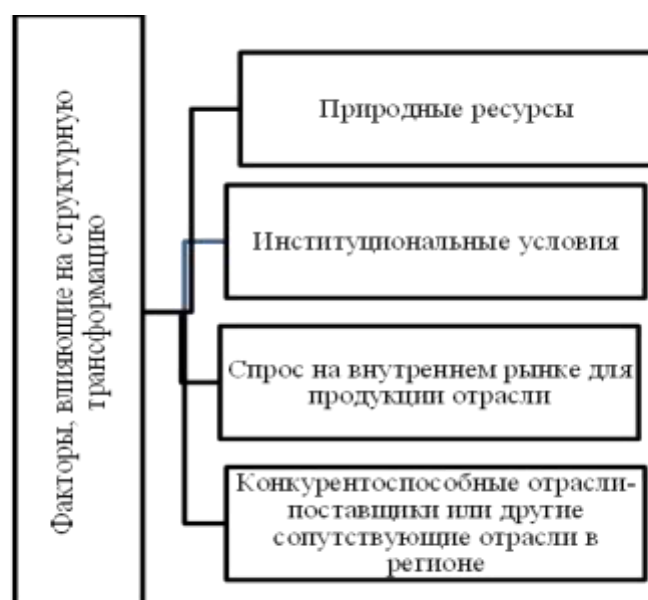 Факторы, влияющие на структурную
трансформацию
Природные ресурсы
Институциональные условия
Спрос на внутреннем рынке для
продукции отрасли
Конкурентоспособные отрасли-
поставщики или другие
сопутствующие отрасли в
регионе